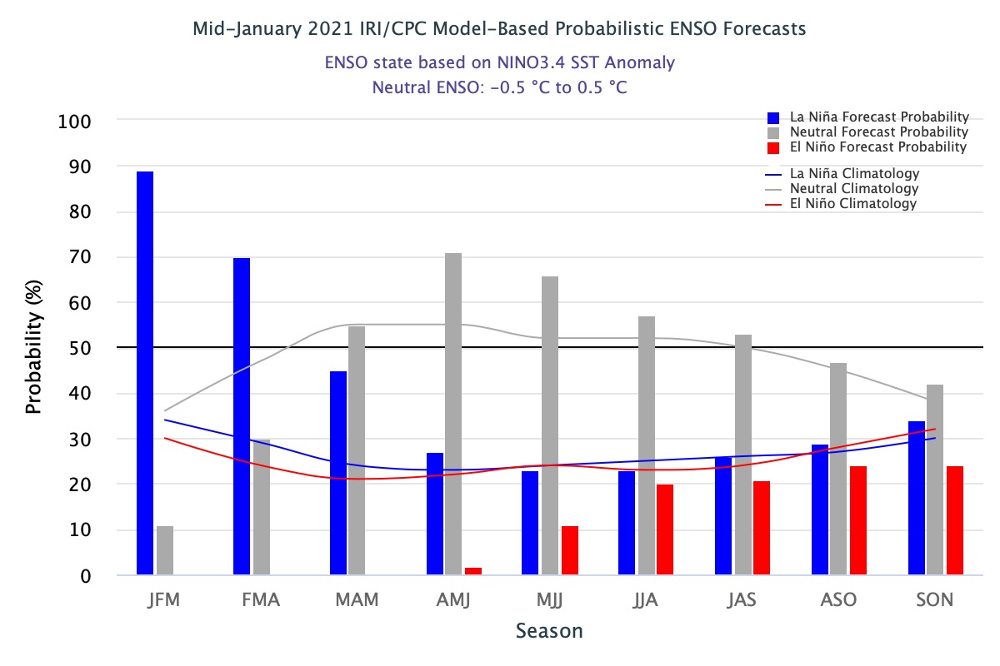 Mid-January 2021 IRI/CPC Model-Based Probabilistic ENSO Forecasts
ENSO state based on NINO3.4 SST Anomaly
Neutral ENSO: -0.5 °C to 0.5 °C
La Niña Forecast Probability
Neutral Forecast Probability
El Niño Forecast Probability
La Niña Climatology
Neutral Climatology
El Niño Climatology
Probability (%)
100
90
80
70
60
50
40
30
20
10
0
JFM FMA MAM AMJ MJJ JJA JAS ASO SON
Season